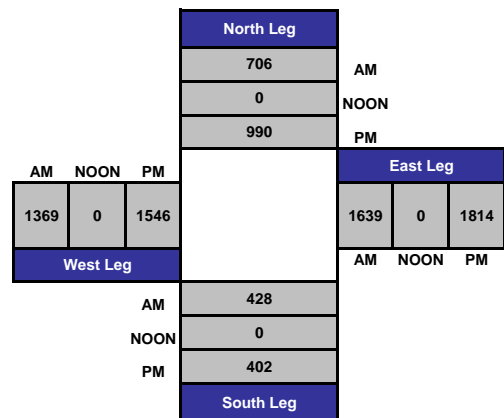 North Leg
706 AM
0 NOON
990 PM
AM NOON PM
East Leg
1369 0 1546
1639 0 1814
West Leg
AM NOON PM
AM 428
NOON 0
PM 402
South Leg